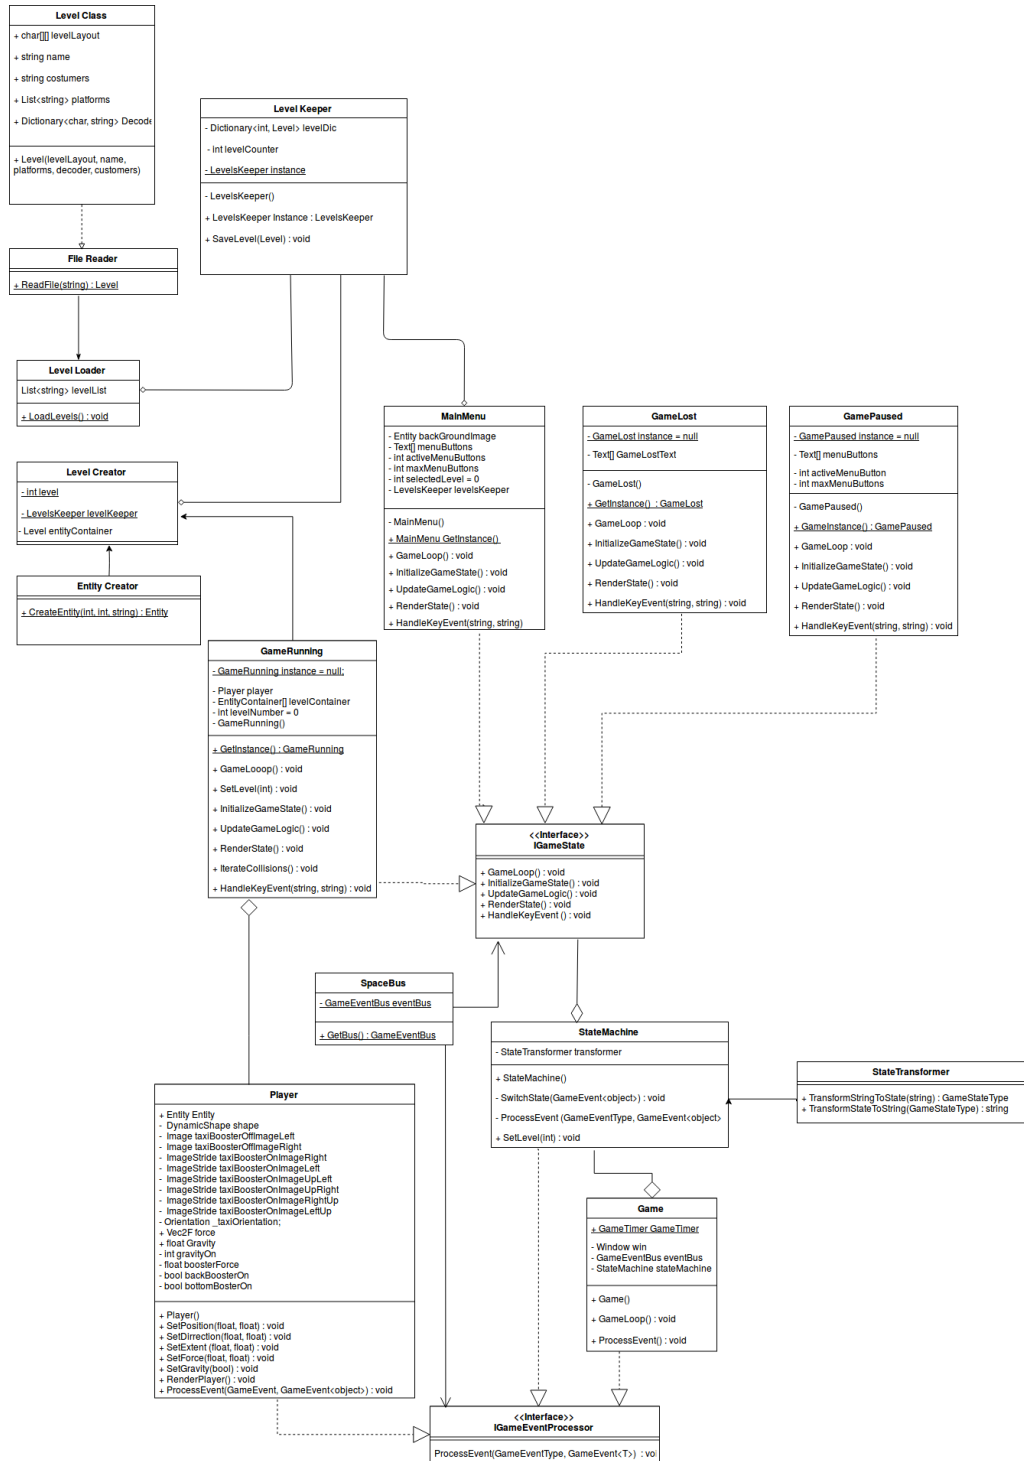 Level Class
+ char[][] levelLayout
+ string name
+ string costumers
+ List<string> platforms
+ Dictionary<char, string> Decode
+ Level(levelLayout, name,
platforms, decoder, customers)
Level Keeper
- Dictionary<int, Level> levelDic
- int levelCounter
- LevelsKeeper instance
- LevelsKeeper()
+ LevelsKeeper Instance : LevelsKeeper
+ SaveLevel(Level) : void
File Reader
+ ReadFile(string) : Level
Level Loader
List<string> levelList
+ LoadLevels() : void
Level Creator
- int level
- LevelsKeeper levelKeeper
- Level entityContainer
Entity Creator
+ CreateEntity(int, int, string) : Entity
MainMenu
- Entity backGroundImage
- Text[] menuButtons
- int activeMenuButtons
- int maxMenuButtons
- int selectedLevel = 0
- LevelsKeeper levelsKeeper
- MainMenu()
+ MainMenu GetInstance()
+ GameLoop() : void
+ InitializeGameState() : void
+ UpdateGameLogic() : void
+ RenderState() : void
+ HandleKeyEvent(string, string)
GameLost
- GameLost instance = null
- Text[] GameLostText
- GameLost()
+ GetInstance() : GameLost
+ GameLoop : void
+ InitializeGameState() : void
+ UpdateGameLogic() : void
+ RenderState() : void
+ HandleKeyEvent(string, string) : void
GamePaused
- GamePaused instance = null
- Text[] menuButtons
- int activeMenuButton
- int maxMenuButtons
- GamePaused()
+ GameInstance() : GamePaused
+ GameLoop : void
+ InitializeGameState() : void
+ UpdateGameLogic() : void
+ RenderState() : void
+ HandleKeyEvent(string, string) : void
GameRunning
- GameRunning instance = null;
- Player player
- EntityContainer[] levelContainer
- int levelNumber = 0
- GameRunning()
+ GetInstance() : GameRunning
+ GameLooop() : void
+ SetLevel(int) : void
+ InitializeGameState() : void
+ UpdateGameLogic() : void
+ RenderState() : void
+ IterateCollisions() : void
+ HandleKeyEvent(string, string) : void
<<Interface>>
IGameState
+ GameLoop() : void
+ InitializeGameState() : void
+ UpdateGameLogic() : void
+ RenderState() : void
+ HandleKeyEvent () : void
SpaceBus
- GameEventBus eventBus
+ GetBus() : GameEventBus
StateMachine
- StateTransformer transformer
+ StateMachine()
- SwitchState(GameEvent<object>) : void
- ProcessEvent (GameEventType, GameEvent<object>
+ SetLevel(int) : void
StateTransformer
+ TransformStringToState(string) : GameStateType
+ TransformStateToString(GameStateType) : string
Player
+ Entity Entity
- DynamicShape shape
- Image taxiBoosterOffImageLeft
- Image taxiBoosterOffImageRight
- ImageStride taxiBoosterOnImageRight
- ImageStride taxiBoosterOnImageLeft
- ImageStride taxiBoosterOnImageUpLeft
- ImageStride taxiBoosterOnImageUpRight
- ImageStride taxiBoosterOnImageRightUp
- ImageStride taxiBoosterOnImageLeftUp
- Orientation _taxiOrientation;
+ Vec2F force
+ float Gravity
- int gravityOn
- float boosterForce
- bool backBoosterOn
- bool bottomBosterOn
+ Player()
+ SetPosition(float, float) : void
+ SetDirrection(float, float) : void
+ SetExtent (float, float) : void
+ SetForce(float, float) : void
+ SetGravity(bool) : void
+ RenderPlayer() : void
+ ProcessEvent(GameEvent, GameEvent<object>) : void
Game
+ GameTimer GameTimer
- Window win
- GameEventBus eventBus
- StateMachine stateMachine
+ Game()
+ GameLoop() : void
+ ProcessEvent() : void
<<Interface>>
IGameEventProcessor
ProcessEvent(GameEventType, GameEvent<T>) : voi